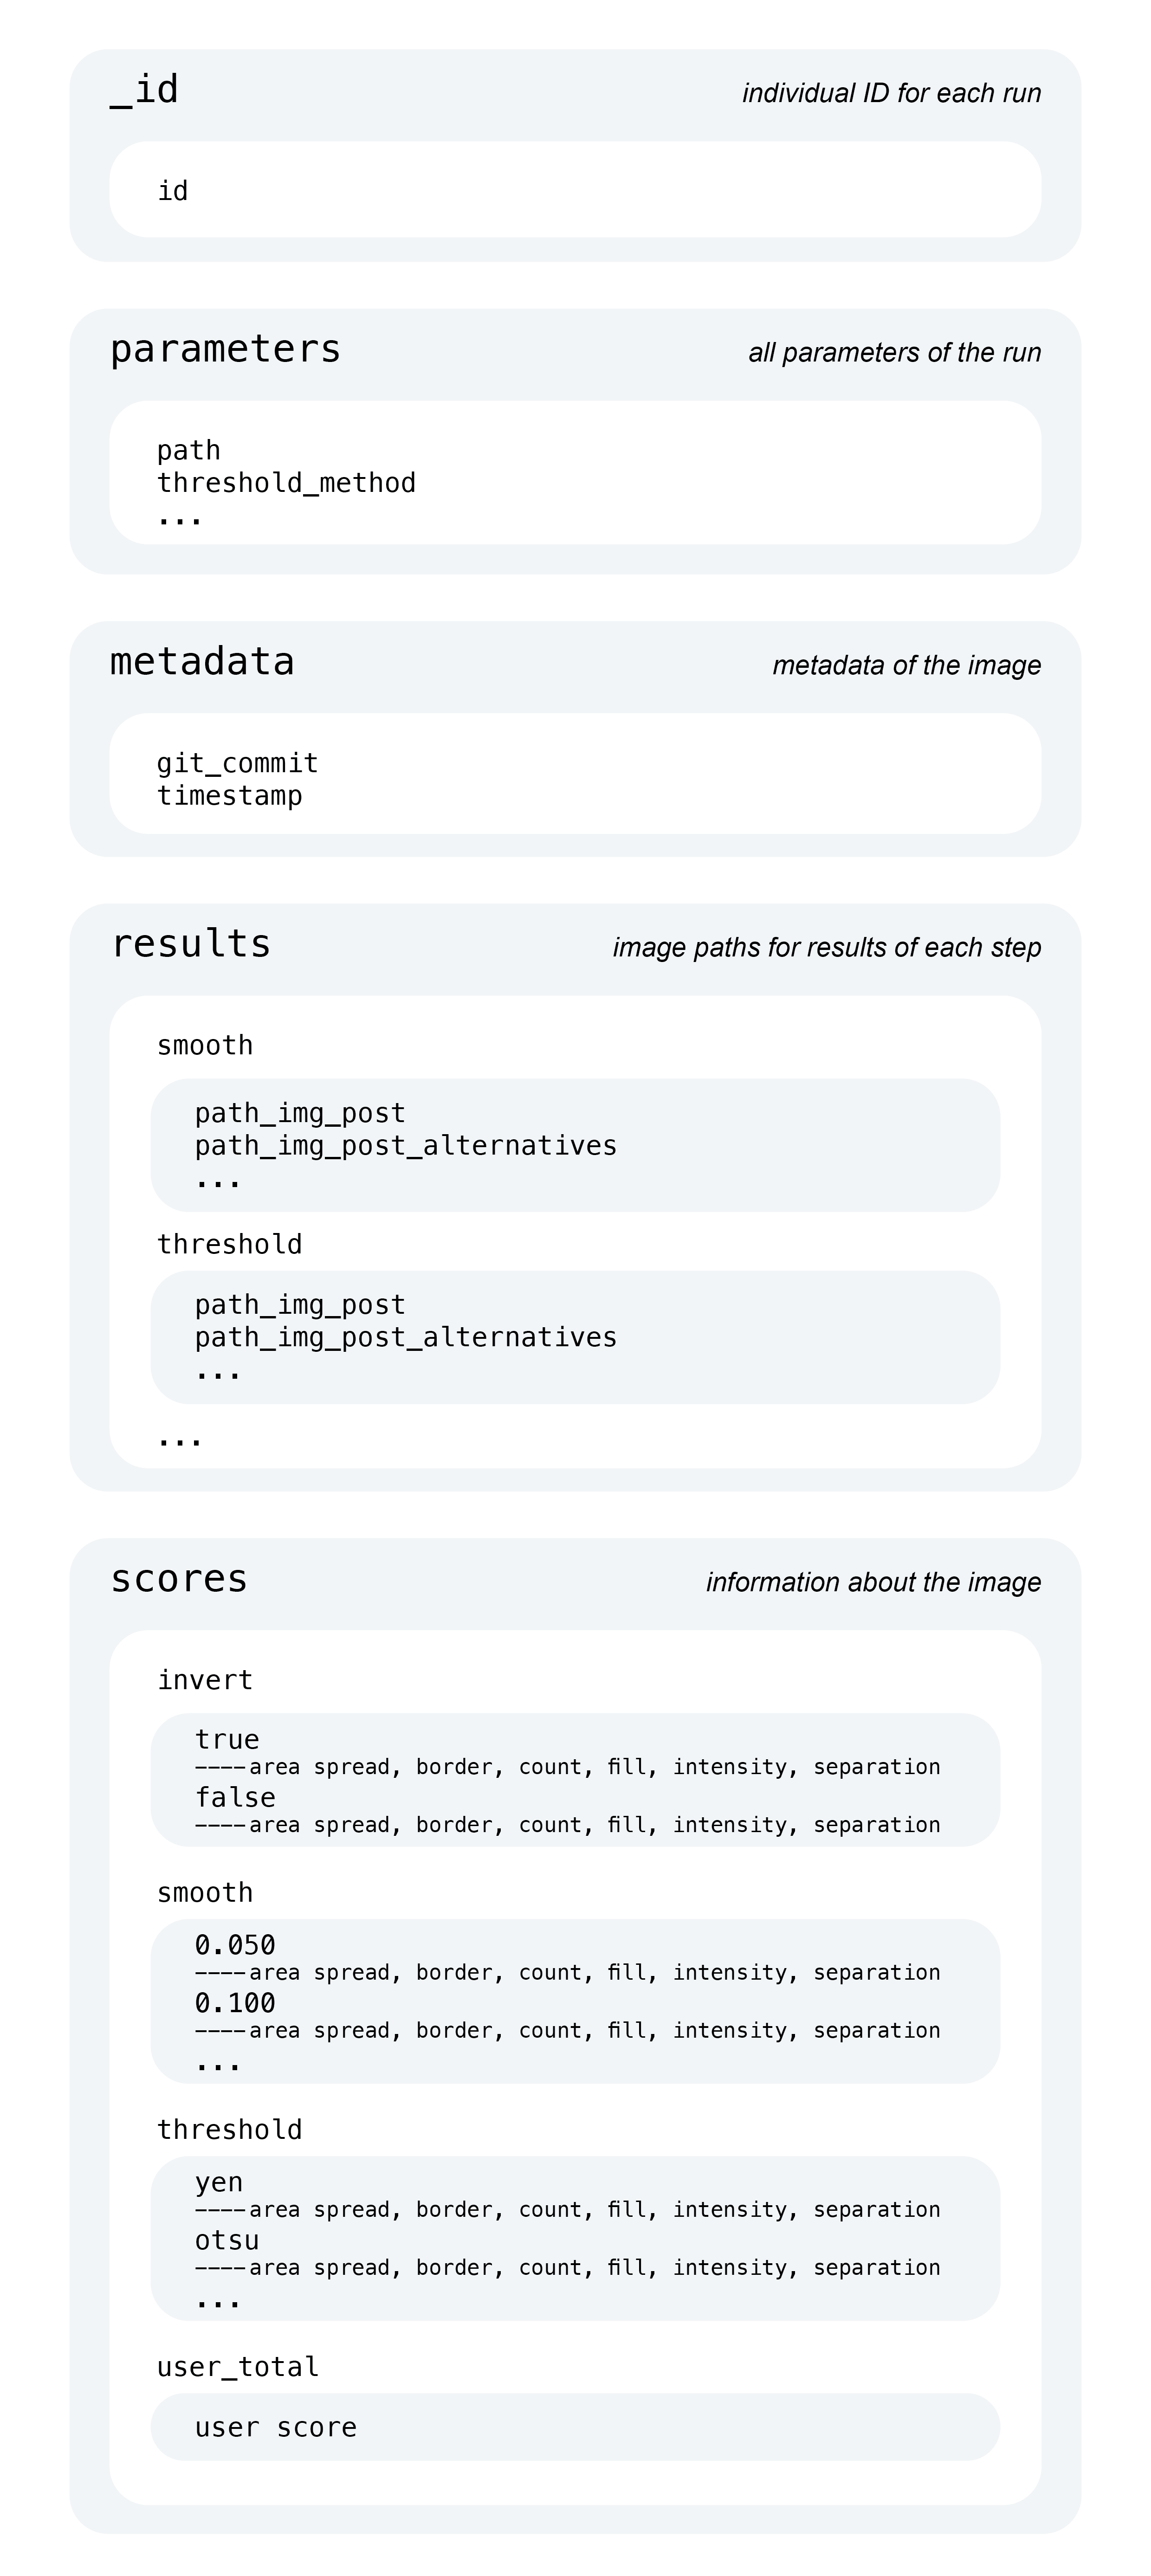 _id individual ID for each run
id
parameters all parameters of the run
path
threshold_method
...
metadata metadata of the image
git_commit
timestamp
results image paths for results of each step
smooth
path_img_post
path_img_post_alternatives
...
threshold
path_img_post
path_img_post_alternatives
...
...
scores information about the image
invert
true
----area spread, border, count, fill, intensity, separation
false
----area spread, border, count, fill, intensity, separation
smooth
0.050
----area spread, border, count, fill, intensity, separation
0.100
----area spread, border, count, fill, intensity, separation
...
threshold
yen
----area spread, border, count, fill, intensity, separation
otsu
----area spread, border, count, fill, intensity, separation
...
user_total
user score